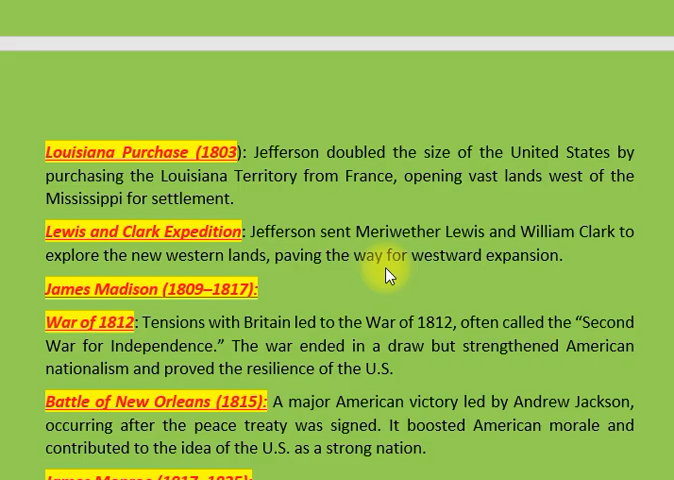 Louisiana Purchase (1803): Jefferson doubled the size of the United States by
purchasing the Louisiana Territory from France, opening vast lands west of the
Mississippi for settlement.
Lewis and Clark Expedition: Jefferson sent Meriwether Lewis and William Clark to
explore the new western lands, paving the way for westward expansion.
James Madison (1809–1817):
War of 1812: Tensions with Britain led to the War of 1812, often called the “Second
War for Independence.” The war ended in a draw but strengthened American
nationalism and proved the resilience of the U.S.
Battle of New Orleans (1815): A major American victory led by Andrew Jackson,
occurring after the peace treaty was signed. It boosted American morale and
contributed to the idea of the U.S. as a strong nation.
James Monroe (1817–1825):